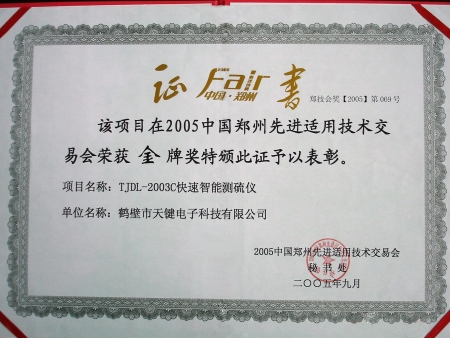 证 Fair 书
中国·郑州
郑技会奖【2005】第 069 号
该项目在2005中国郑州先进适用技术交
易会荣获 金 牌奖特颁此证予以表彰。
项目名称：TJDL-2003C快速智能测硫仪
单位名称：鹤壁市天键电子科技有限公司
2005中国郑州先进适用技术交易会
秘书处
二〇〇五年九月